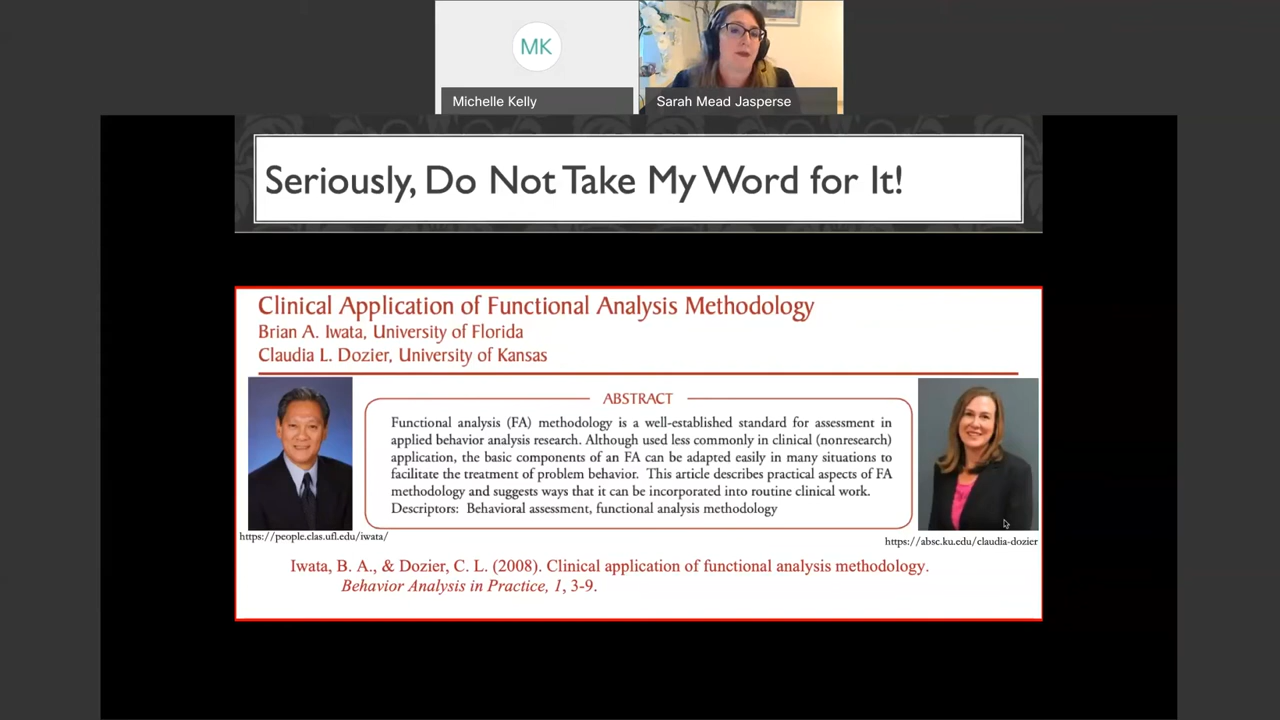 MK
Michelle Kelly
Sarah Mead Jasperse
Seriously, Do Not Take My Word for It!
Clinical Application of Functional Analysis Methodology
Brian A. Iwata, University of Florida
Claudia L. Dozier, University of Kansas
ABSTRACT
Functional analysis (FA) methodology is a well-established standard for assessment in
applied behavior analysis research. Although used less commonly in clinical (nonresearch)
application, the basic components of an FA can be adapted easily in many situations to
facilitate the treatment of problem behavior. This article describes practical aspects of FA
methodology and suggests ways that it can be incorporated into routine clinical work.
Descriptors: Behavioral assessment, functional analysis methodology
https://people.clas.ufl.edu/iwata/
https://absc.ku.edu/claudia-dozier
Iwata, B. A., & Dozier, C. L. (2008). Clinical application of functional analysis methodology.
Behavior Analysis in Practice, 1, 3-9.